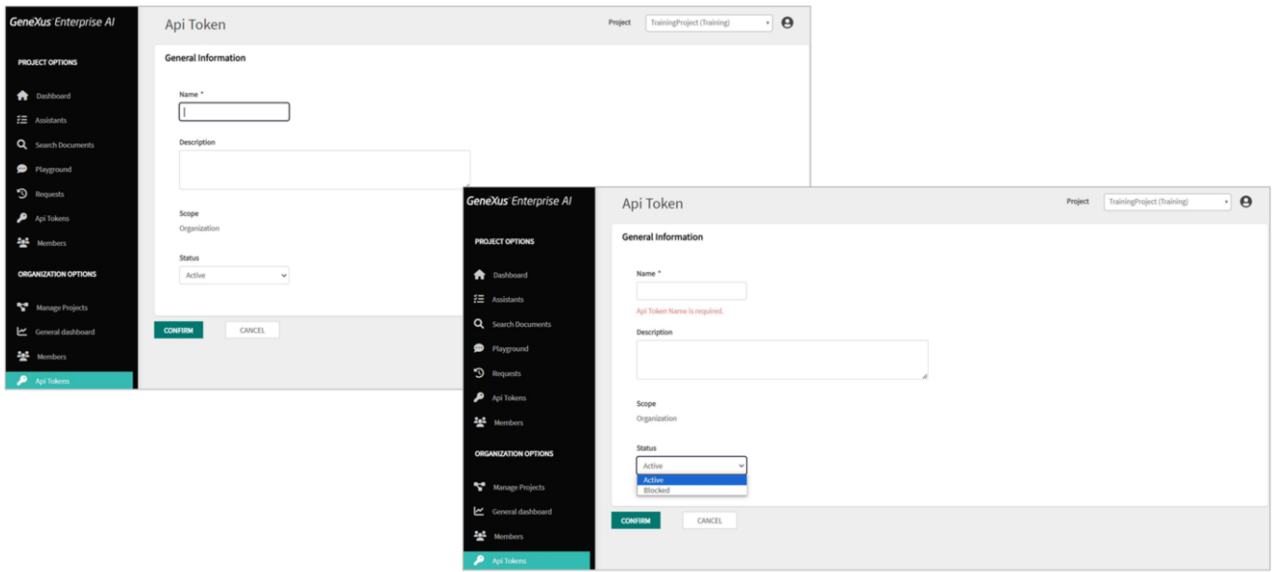 GeneXus Enterprise AI
Api Token
Project
TrainingProject (Training)
PROJECT OPTIONS
Dashboard
Assistants
Search Documents
Playground
Requests
Api Tokens
Members
ORGANIZATION OPTIONS
Manage Projects
General dashboard
Members
Api Tokens
General Information
Name *
Description
Scope
Organization
Status
Active
CONFIRM
CANCEL
GeneXus Enterprise AI
Api Token
Project
TrainingProject (Training)
PROJECT OPTIONS
Dashboard
Assistants
Search Documents
Playground
Requests
Api Tokens
Members
ORGANIZATION OPTIONS
Manage Projects
General dashboard
Members
Api Tokens
General Information
Name *
Api Token Name is required.
Description
Scope
Organization
Status
Active
Active
Blocked
CONFIRM
CANCEL